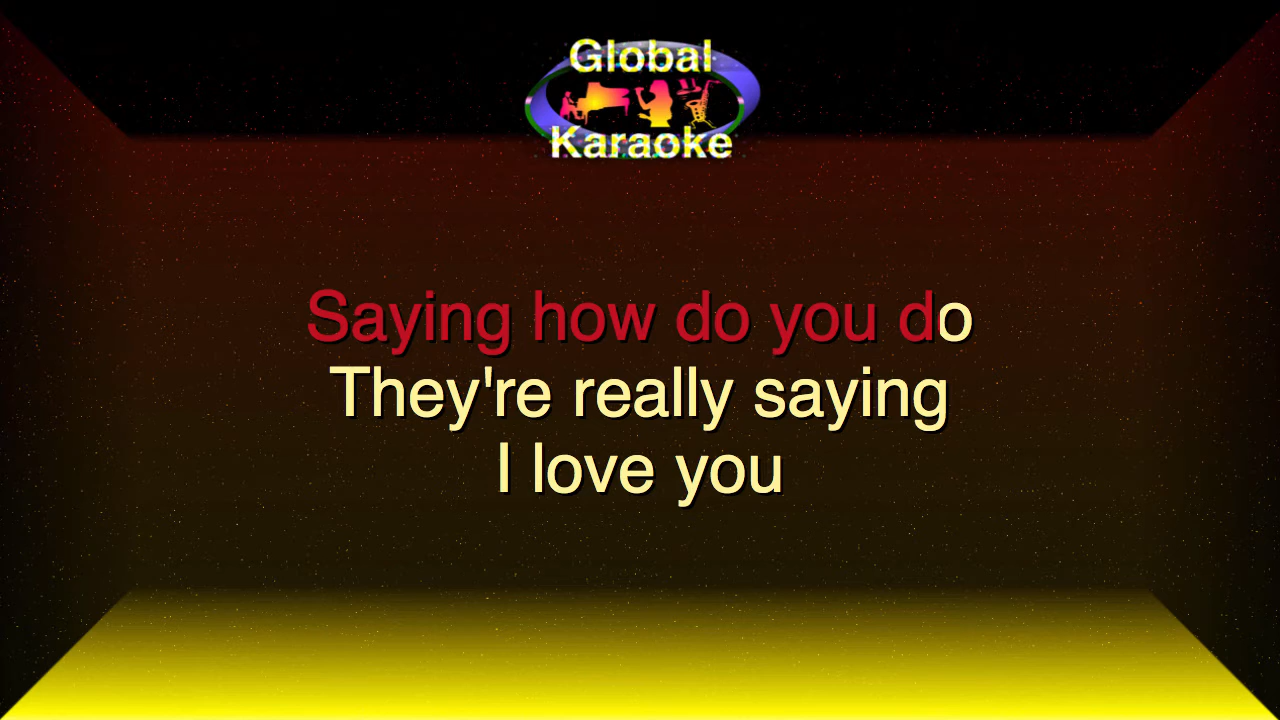 Global
Karaoke
Saying how do you do
They're really saying
I love you